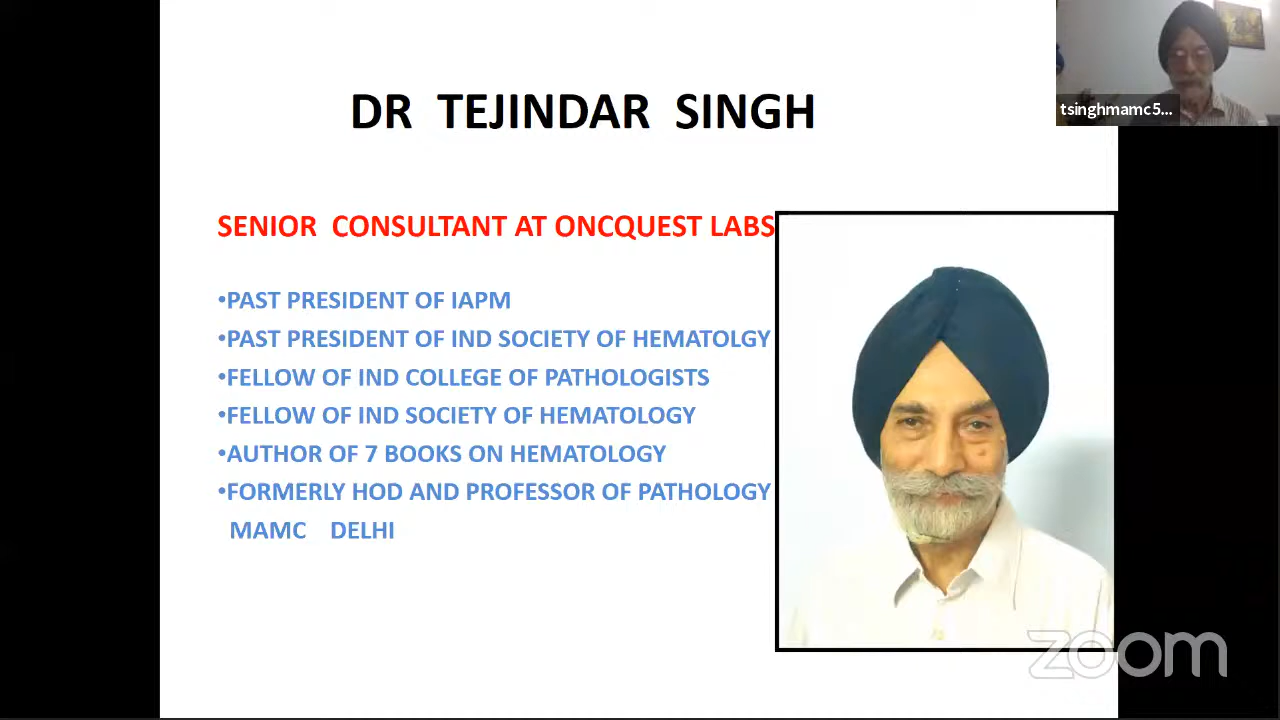 DR TEJINDAR SINGH
tsinghmamc5...
SENIOR CONSULTANT AT ONCQUEST LABS
•PAST PRESIDENT OF IAPM
•PAST PRESIDENT OF IND SOCIETY OF HEMATOLGY
•FELLOW OF IND COLLEGE OF PATHOLOGISTS
•FELLOW OF IND SOCIETY OF HEMATOLOGY
•AUTHOR OF 7 BOOKS ON HEMATOLOGY
•FORMERLY HOD AND PROFESSOR OF PATHOLOGY
MAMC DELHI
zoom